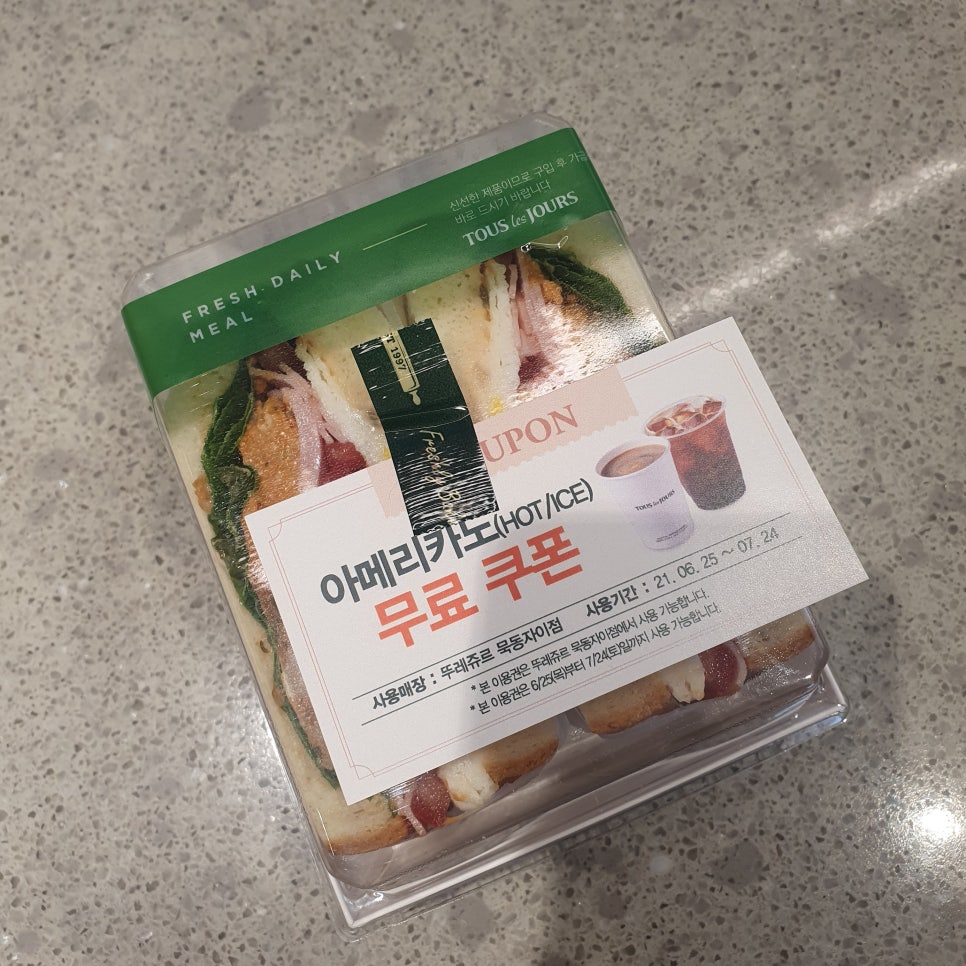 FRESH DAILY
MEAL
신선한 제품이므로 구입 후
바로 드시기 바랍니다
TOUS les JOURS
1997
Freshly
UPON
아메리카노(HOT/ICE)
무료 쿠폰
TOUS les JOURS
사용매장 : 뚜레쥬르 묵동자이점
사용기간 : 21. 06. 25 ~ 07. 24
* 본 이용권은 뚜레쥬르 묵동자이점에서 사용 가능합니다.
* 본 이용권은 6/25(목)부터 7/24(토)일까지 사용 가능합니다.